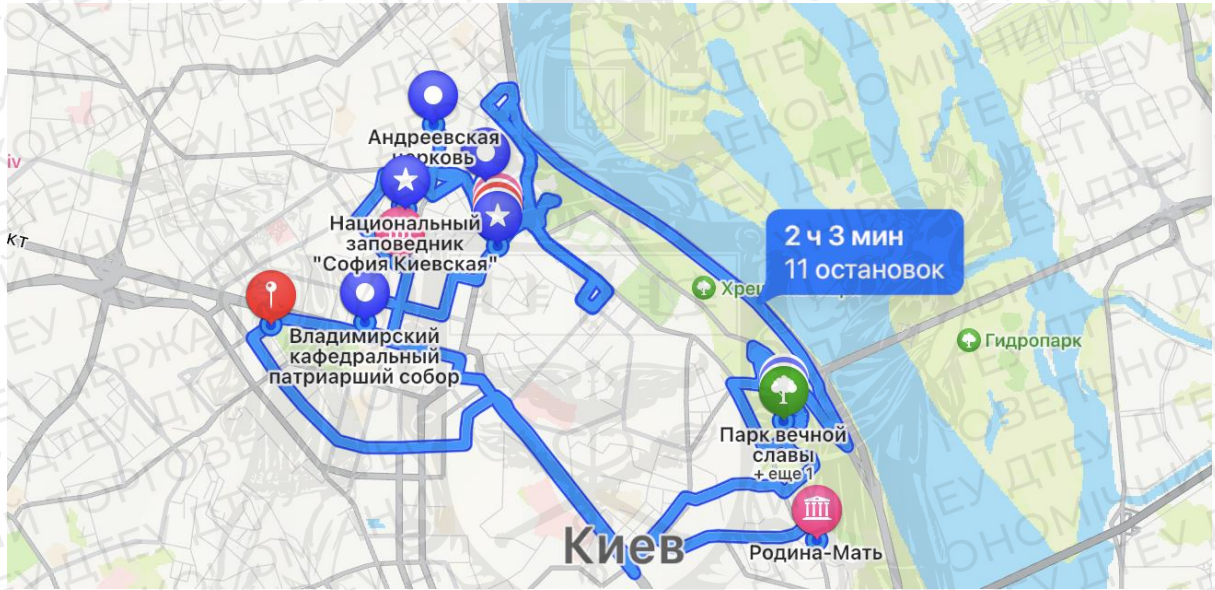 Андреевская
церковь
Национальный
заповедник
"София Киевская"
2 ч 3 мин
11 остановок
Гидропарк
Владимирский
кафедральный
патриарший собор
Парк вечной
славы
+ еще 1
Родина-Мать
Киев